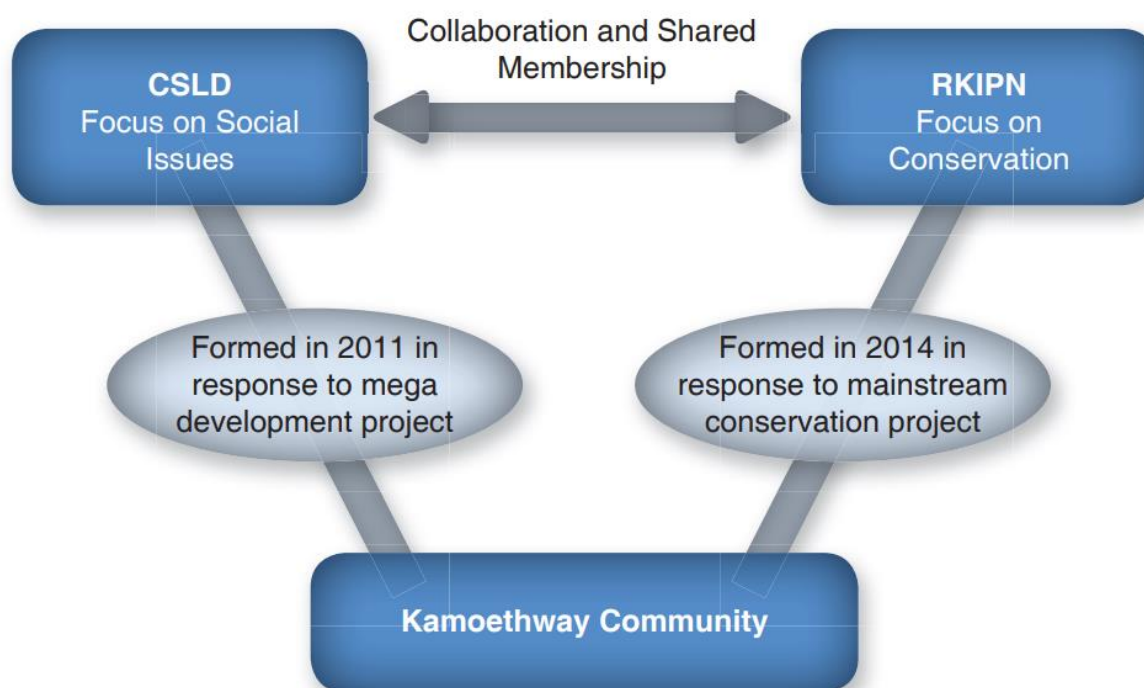 Collaboration and Shared
Membership
CSLD
Focus on Social
Issues
RKIPN
Focus on
Conservation
Formed in 2011 in
response to mega
development project
Formed in 2014 in
response to mainstream
conservation project
Kamoethway Community